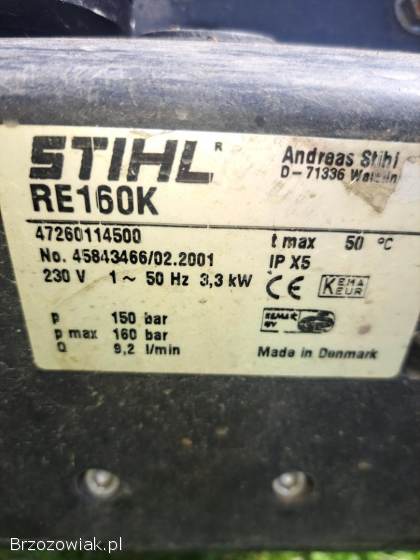 STIHL®
RE160K
Andreas Stihl
D-71336
47260114500
No. 45843466/02.2001
230 V 1~ 50 Hz 3,3 kW
t max 50 °C
IP X5
CE KEMA
EUR
p 150 bar
p max 160 bar
Q 9,2 l/min
Made in Denmark
Brzozowiak.pl